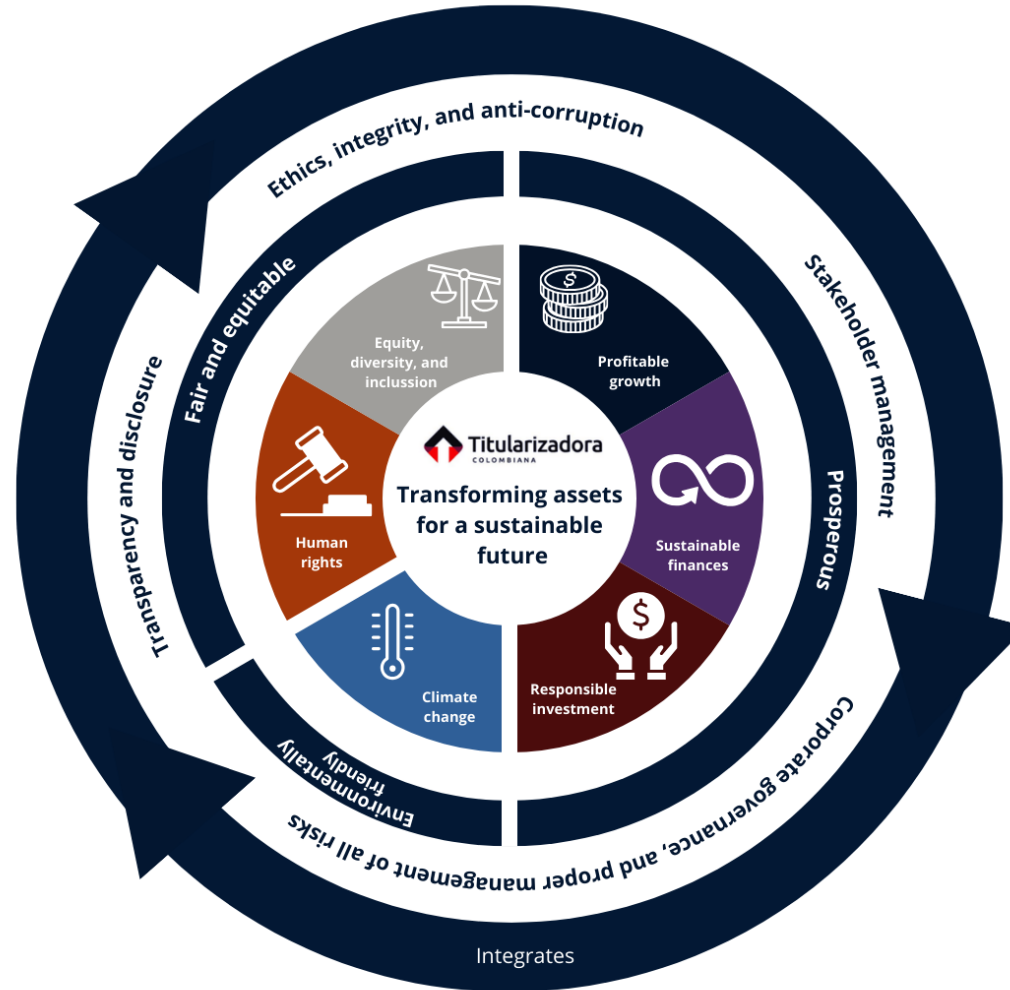 Ethics, integrity, and anti-corruption
Stakeholder management
Corporate governance, and proper management of all risks
Transparency and disclosure
Integrates
Fair and equitable
Prosperous
Environmentally
friendly
Equity,
diversity, and
inclussion
Profitable
growth
Human
rights
Sustainable
finances
Climate
change
Responsible
investment
Titularizadora
COLOMBIANA
Transforming assets
for a sustainable
future
$
$